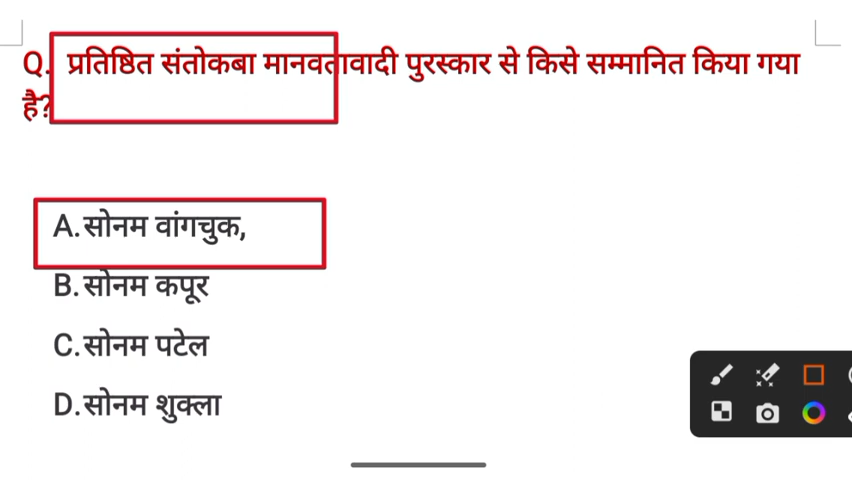 Q. प्रतिष्ठित संतोकबा मानवतावादी पुरस्कार से किसे सम्मानित किया गया
है?
A.सोनम वांगचुक,
B.सोनम कपूर
C.सोनम पटेल
D.सोनम शुक्ला